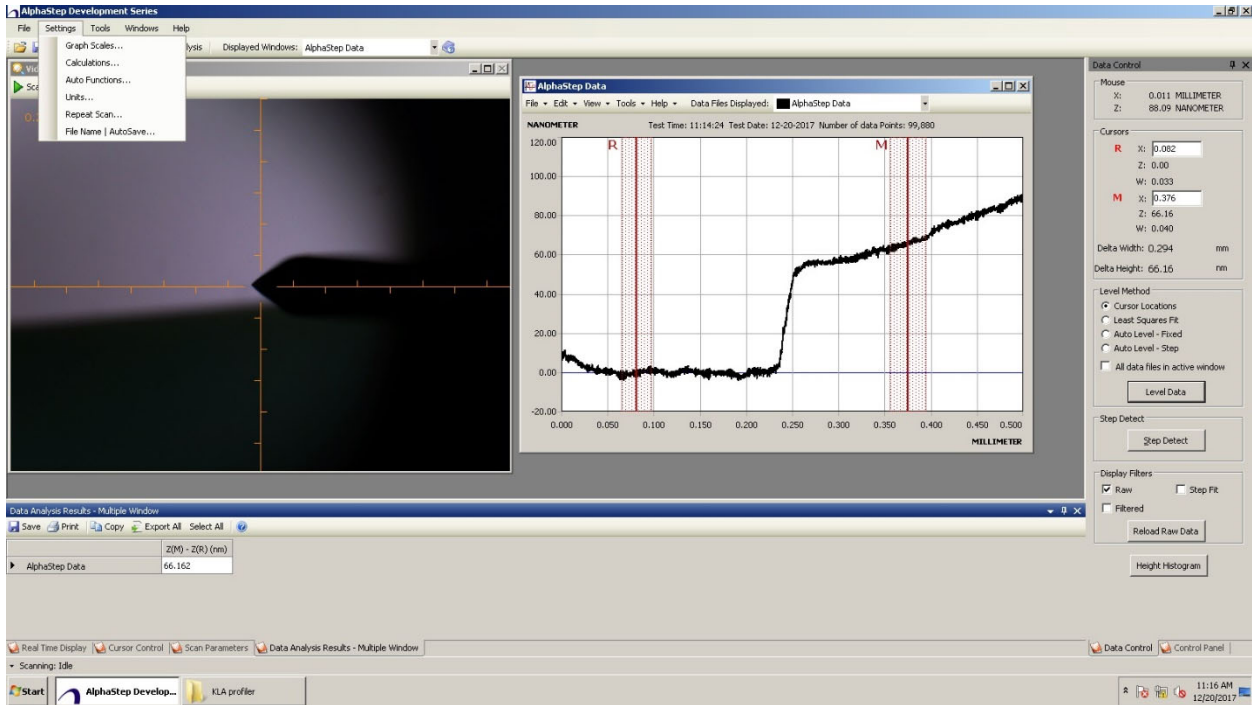 AlphaStep Development Series
File Settings Tools Windows Help
Graph Scales...
Calculations...
Auto Functions...
Units...
Repeat Scan...
File Name | AutoSave...
Displayed Windows: AlphaStep Data
AlphaStep Data
File Edit View Tools Help Data Files Displayed: AlphaStep Data
NANOMETER Test Time: 11:14:24 Test Date: 12-20-2017 Number of data Points: 99,880
R M
120.00
100.00
80.00
60.00
40.00
20.00
0.00
-20.00
0.000 0.050 0.100 0.150 0.200 0.250 0.300 0.350 0.400 0.450 0.500
MILLIMETER
Data Control
Mouse
X: 0.011 MILLIMETER
Z: 88.09 NANOMETER
Cursors
R X: 0.082
Z: 0.00
W: 0.033
M X: 0.376
Z: 66.16
W: 0.040
Delta Width: 0.294 mm
Delta Height: 66.16 nm
Level Method
Cursor Locations
Least Squares Fit
Auto Level - Fixed
Auto Level - Step
All data files in active window
Level Data
Step Detect
Step Detect
Display Filters
Raw Step Fit
Filtered
Reload Raw Data
Height Histogram
Data Analysis Results - Multiple Window
Save Print Copy Export All Select All
Z(M) - Z(R) (nm)
AlphaStep Data 66.162
Real Time Display Cursor Control Scan Parameters Data Analysis Results - Multiple Window
Data Control Control Panel
Scanning: Idle
Start AlphaStep Develop... KLA profiler
11:16 AM
12/20/2017